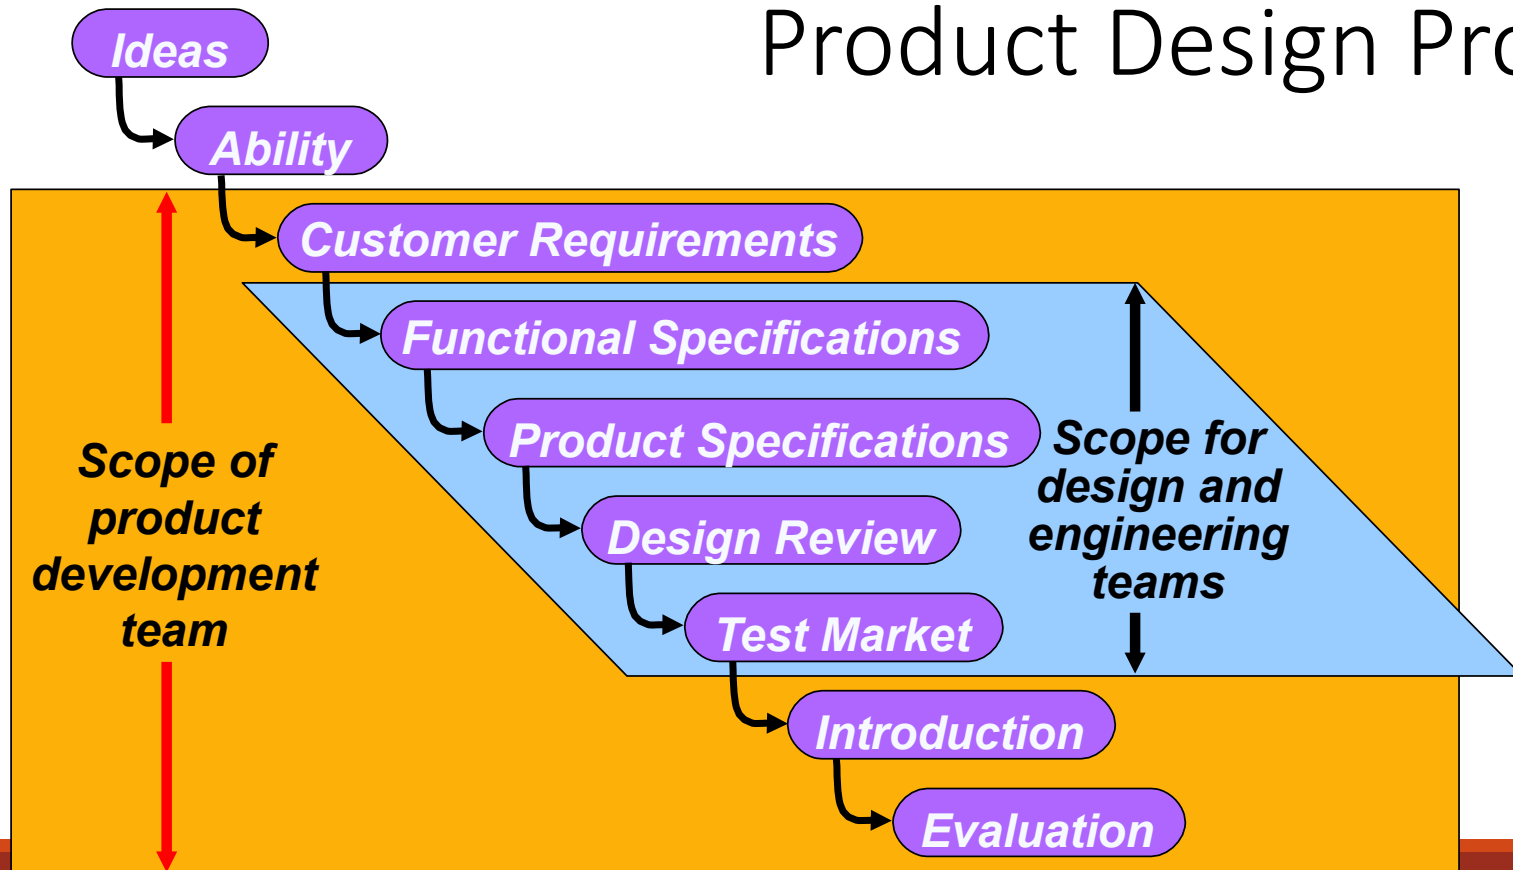 Product Design Pro
Ideas
Ability
Customer Requirements
Functional Specifications
Product Specifications
Design Review
Test Market
Introduction
Evaluation
Scope of
product
development
team
Scope for
design and
engineering
teams